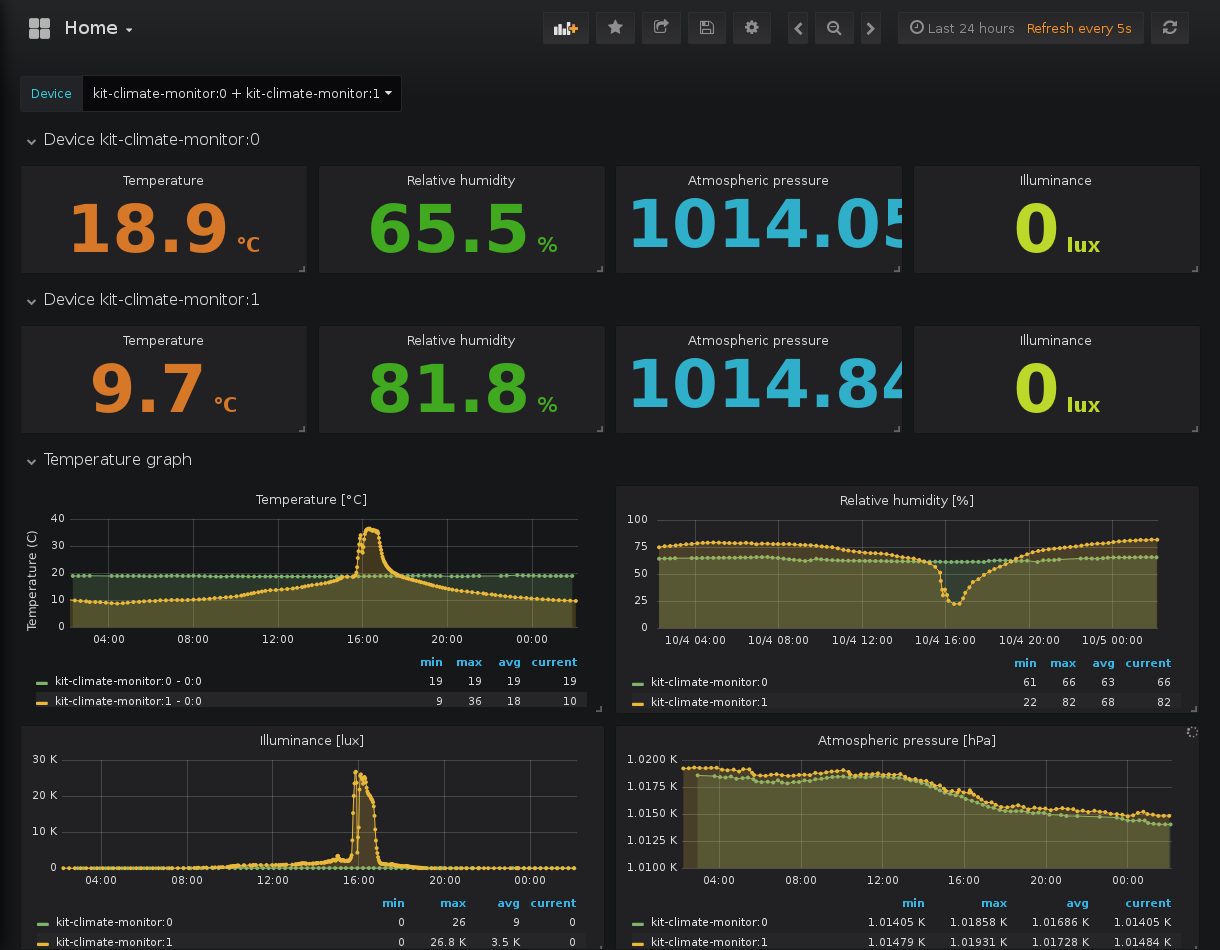 Home
Last 24 hours Refresh every 5s
Device kit-climate-monitor:0 + kit-climate-monitor:1
Device kit-climate-monitor:0
Temperature Relative humidity Atmospheric pressure Illuminance
18.9 °C 65.5 % 1014.05 0 lux
Device kit-climate-monitor:1
Temperature Relative humidity Atmospheric pressure Illuminance
9.7 °C 81.8 % 1014.84 0 lux
Temperature graph
Temperature [°C]
Temperature (C)
40
30
20
10
0
04:00 08:00 12:00 16:00 20:00 00:00
min max avg current
kit-climate-monitor:0 - 0:0 19 19 19 19
kit-climate-monitor:1 - 0:0 9 36 18 10
Relative humidity [%]
100
75
50
25
0
10/4 04:00 10/4 08:00 10/4 12:00 10/4 16:00 10/4 20:00 10/5 00:00
min max avg current
kit-climate-monitor:0 61 66 63 66
kit-climate-monitor:1 22 82 68 82
Illuminance [lux]
30 K
20 K
10 K
0
04:00 08:00 12:00 16:00 20:00 00:00
min max avg current
kit-climate-monitor:0 0 26 9 0
kit-climate-monitor:1 0 26.8 K 3.5 K 0
Atmospheric pressure [hPa]
1.0200 K
1.0175 K
1.0150 K
1.0125 K
1.0100 K
04:00 08:00 12:00 16:00 20:00 00:00
min max avg current
kit-climate-monitor:0 1.01405 K 1.01858 K 1.01686 K 1.01405 K
kit-climate-monitor:1 1.01479 K 1.01931 K 1.01728 K 1.01484 K